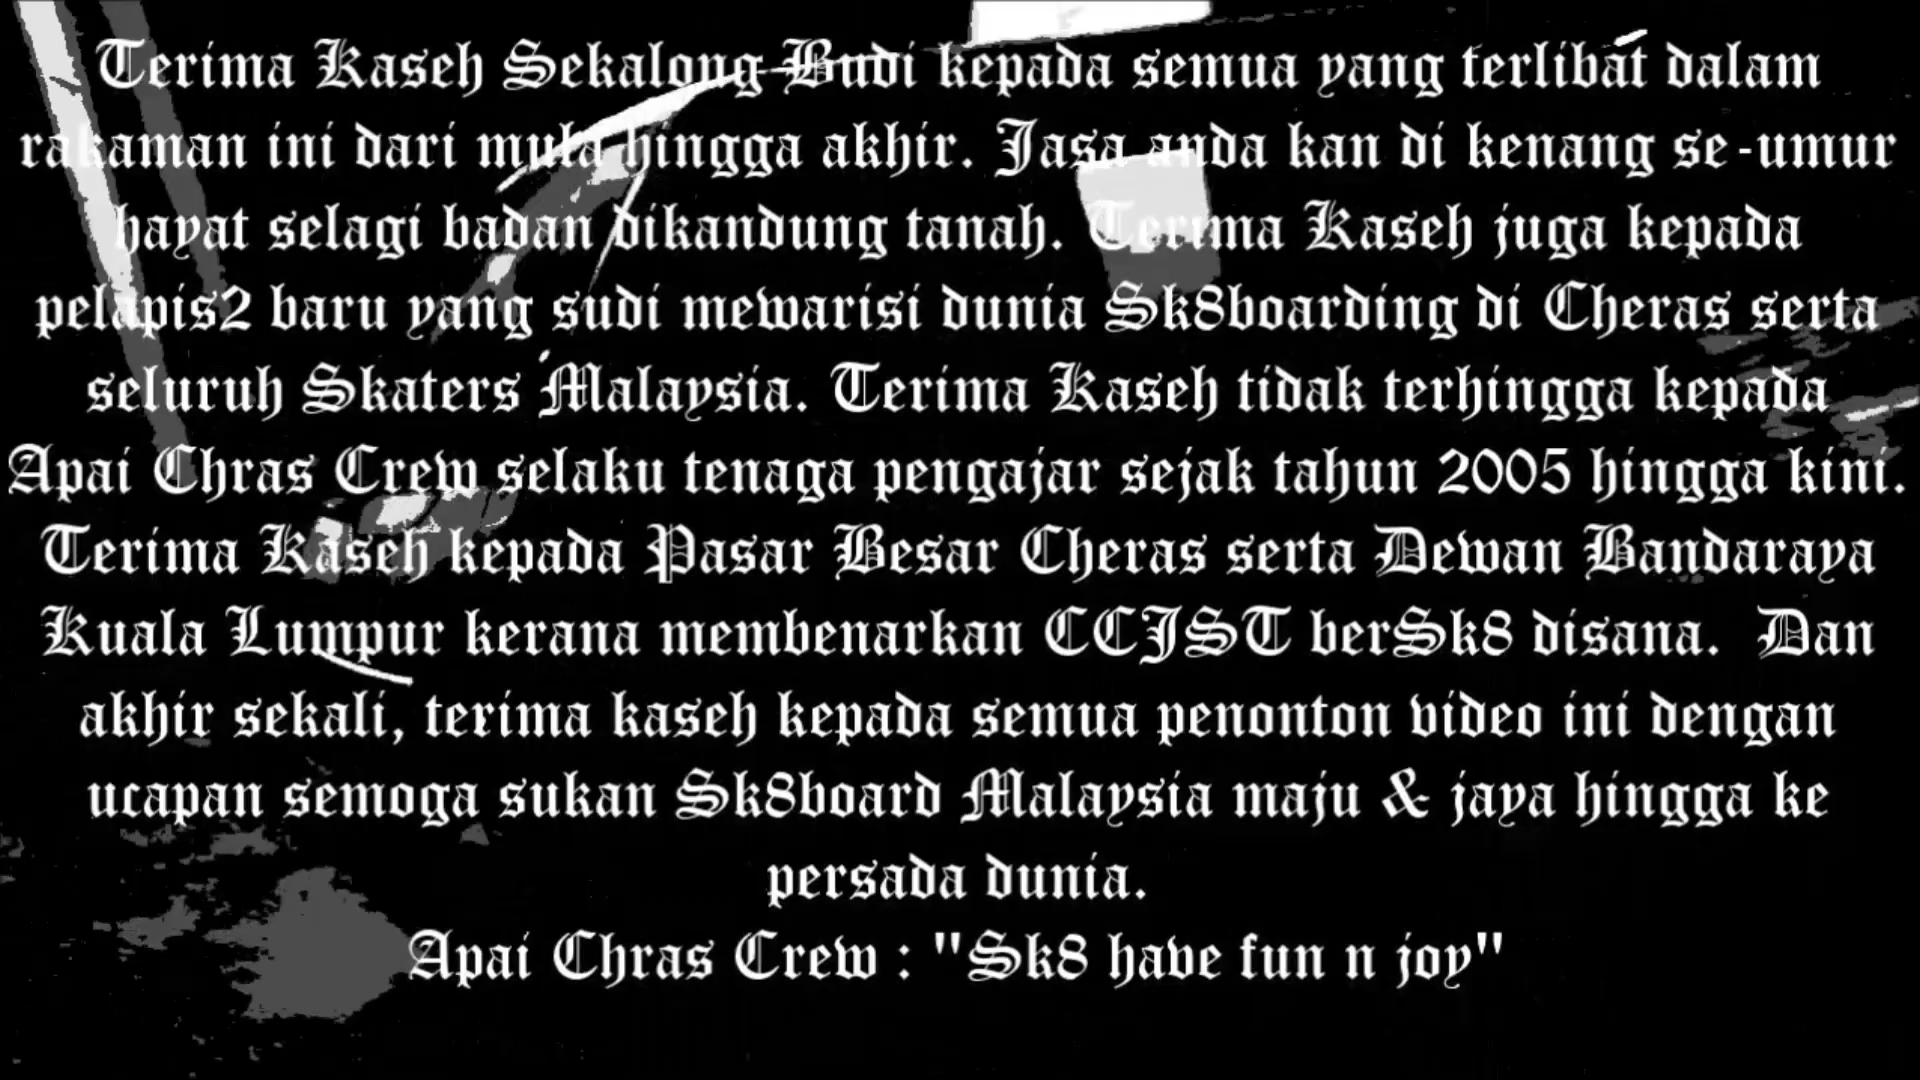 Terima Kaseh Sekalong Budi kepada semua yang terlibat dalam
rakaman ini dari mula hingga akhir. Jasa anda kan di kenang se-umur
hayat selagi badan dikandung tanah. Terima Kaseh juga kepada
pelapis2 baru yang sudi mewarisi dunia Sk8boarding di Cheras serta
seluruh Skaters Malaysia. Terima Kaseh tidak terhingga kepada
Apai Chras Crew selaku tenaga pengajar sejak tahun 2005 hingga kini.
Terima Kaseh kepada Pasar Besar Cheras serta Dewan Bandaraya
Kuala Lumpur kerana membenarkan CCJST berSk8 disana. Dan
akhir sekali, terima kaseh kepada semua penonton video ini dengan
ucapan semoga sukan Sk8board Malaysia maju & jaya hingga ke
persada dunia.
Apai Chras Crew : "Sk8 have fun n joy"